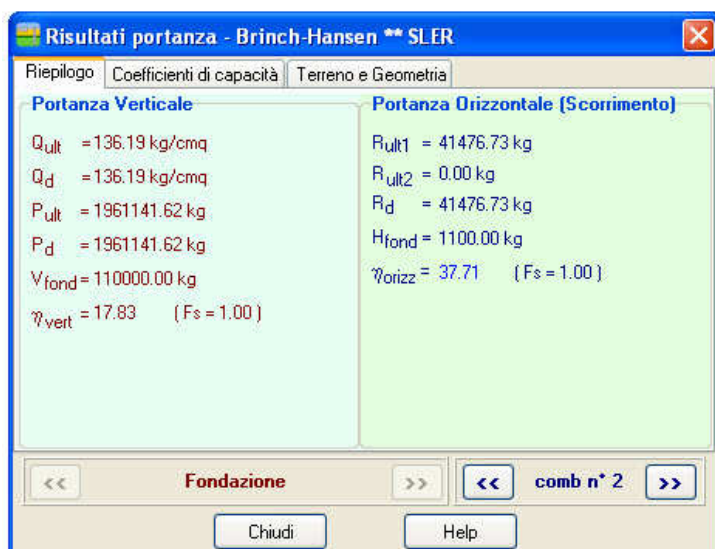 Risultati portanza - Brinch-Hansen ** SLER
Riepilogo
Coefficienti di capacità
Terreno e Geometria
Portanza Verticale
Qult =136.19 kg/cmq
Qd =136.19 kg/cmq
Pult =1961141.62 kg
Pd =1961141.62 kg
Vfond =110000.00 kg
ηvert = 17.83 ( Fs = 1.00 )
Portanza Orizzontale (Scorrimento)
Rult1 = 41476.73 kg
Rult2 = 0.00 kg
Rd = 41476.73 kg
Hfond = 1100.00 kg
ηorizz = 37.71 ( Fs = 1.00 )
<< Fondazione >>
<< comb n° 2 >>
Chiudi
Help